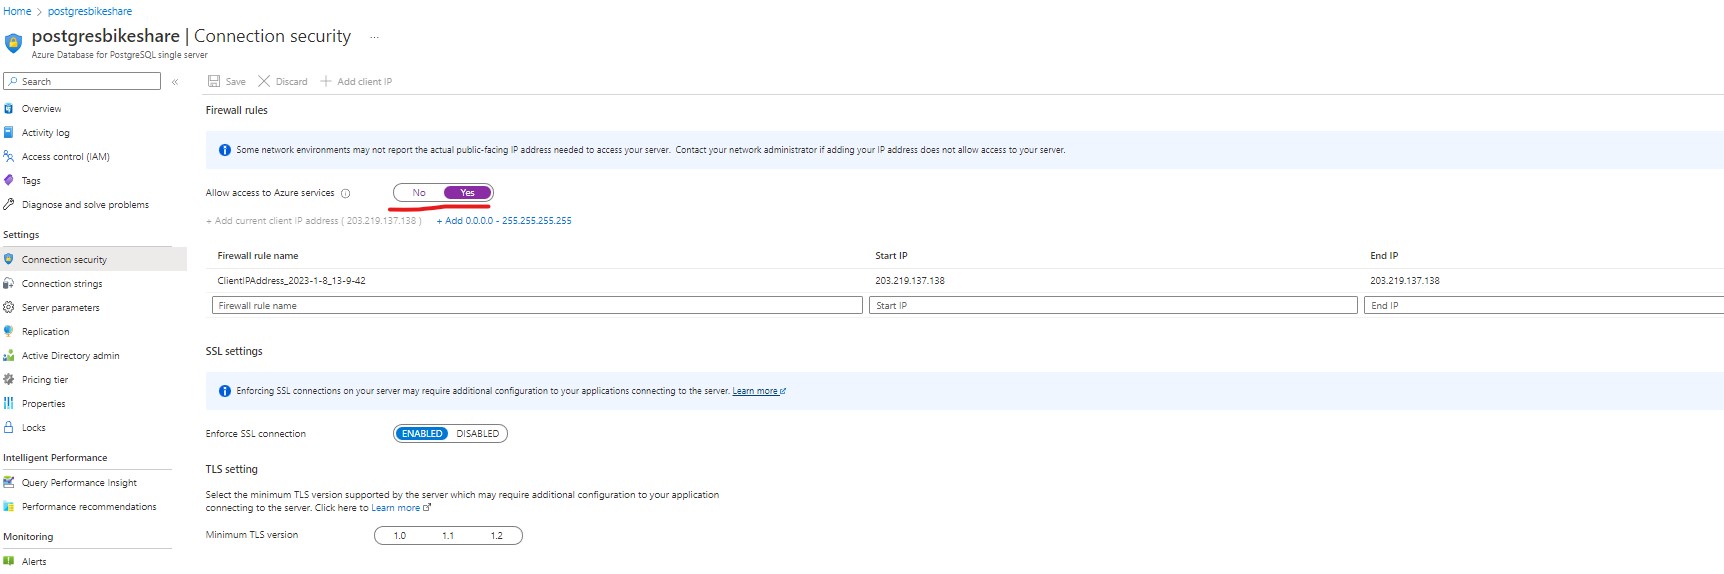 Home > postgresbikeshare
postgresbikeshare | Connection security ...
Azure Database for PostgreSQL single server
Search «
Save Discard + Add client IP
Overview
Activity log
Access control (IAM)
Tags
Diagnose and solve problems
Settings
Connection security
Connection strings
Server parameters
Replication
Active Directory admin
Pricing tier
Properties
Locks
Intelligent Performance
Query Performance Insight
Performance recommendations
Monitoring
Alerts
Firewall rules
Some network environments may not report the actual public-facing IP address needed to access your server. Contact your network administrator if adding your IP address does not allow access to your server.
Allow access to Azure services No Yes
+ Add current client IP address ( 203.219.137.138 ) + Add 0.0.0.0 - 255.255.255.255
Firewall rule name Start IP End IP
ClientIPAddress_2023-1-8_13-9-42 203.219.137.138 203.219.137.138
Firewall rule name Start IP End IP
SSL settings
Enforcing SSL connections on your server may require additional configuration to your applications connecting to the server. Learn more
Enforce SSL connection ENABLED DISABLED
TLS setting
Select the minimum TLS version supported by the server which may require additional configuration to your application
connecting to the server. Click here to Learn more
Minimum TLS version 1.0 1.1 1.2